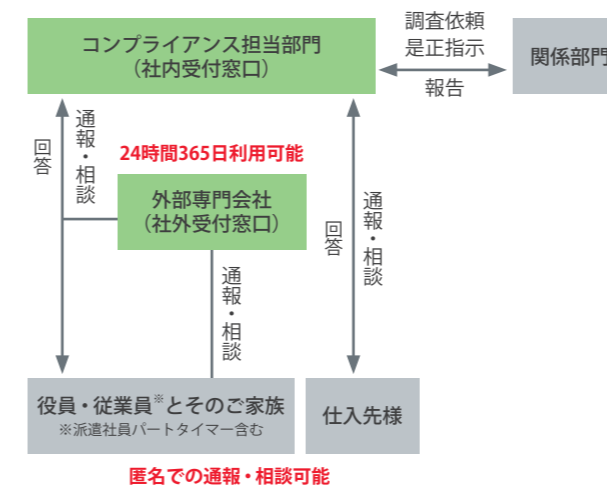 コンプライアンス担当部門
（社内受付窓口）
調査依頼
是正指示
報告
関係部門
通報・相談
回答
24時間365日利用可能
外部専門会社
（社外受付窓口）
通報・相談
回答
通報・相談
役員・従業員※とそのご家族
※派遣社員パートタイマー含む
仕入先様
匿名での通報・相談可能